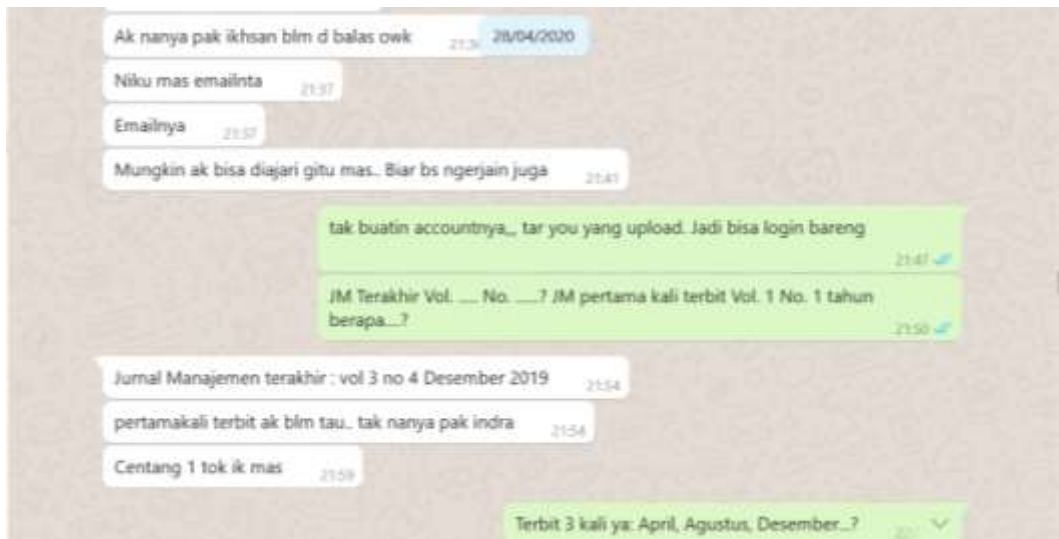 Ak nanya pak ikhsan blm d balas owk
28/04/2020
Niku mas emailnta 21:37
Emailnya 21:37
Mungkin ak bisa diajari gitu mas.. Biar bs ngerjain juga 21:41
tak buatin accountnya,, tar you yang upload. Jadi bisa login bareng
21:47
JM Terakhir Vol. .... No. ....? JM pertama kali terbit Vol. 1 No. 1 tahun
berapa...?
21:50
Jurnal Manajemen terakhir : vol 3 no 4 Desember 2019 21:54
pertamakali terbit ak blm tau.. tak nanya pak indra 21:54
Centang 1 tok ik mas 21:59
Terbit 3 kali ya: April, Agustus, Desember...?